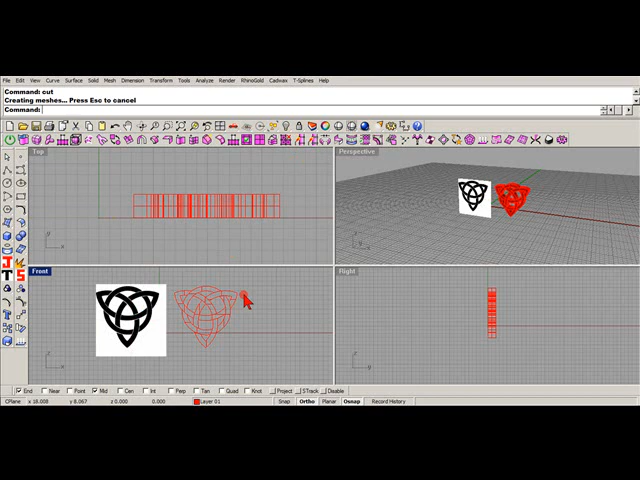 File Edit View Curve Surface Solid Mesh Dimension Transform Tools Analyze Render RhinoGold Cadwax T-Splines Help
Command: cut
Creating meshes... Press Esc to cancel
Command:
Top
Perspective
Front
Right
End Near Point Mid Cen Int Perp Tan Quad Knot Project STrack Disable
CPlane x 18.008 y 8.067 z 0.000 0.000 Layer 01 Snap Ortho Planar Osnap Record History